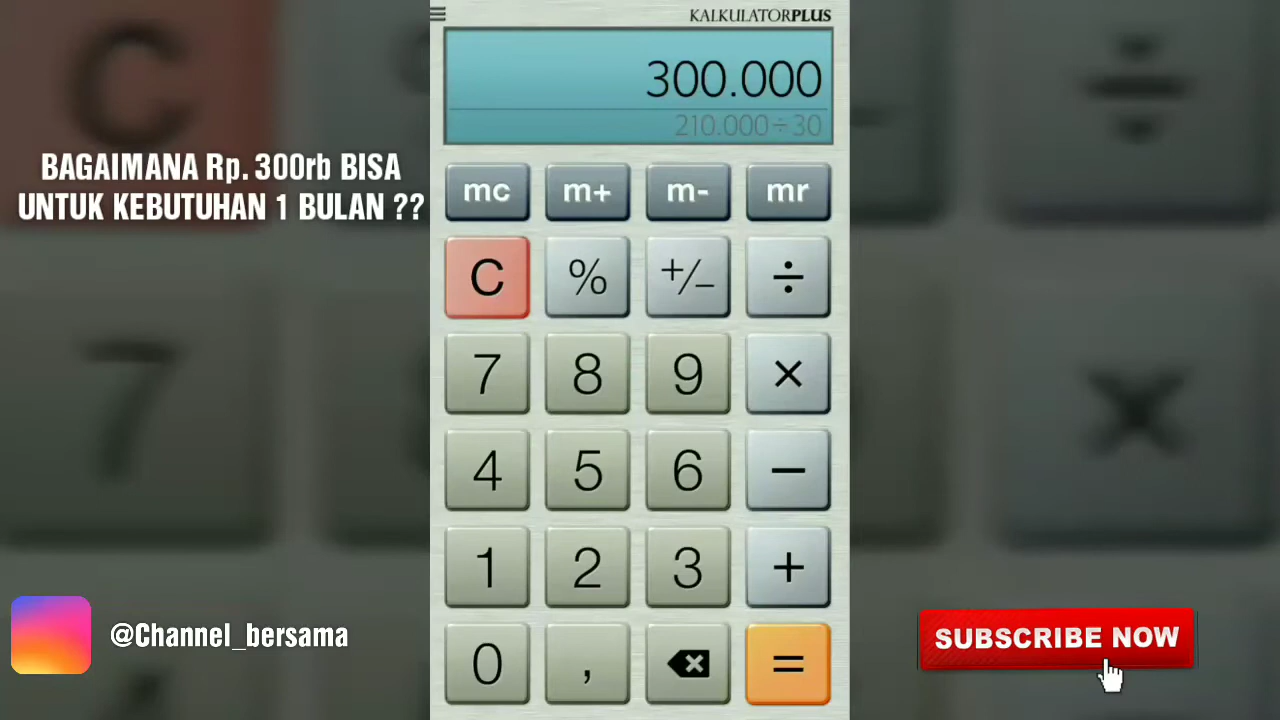 KALKULATORPLUS
300.000
210.000÷30
BAGAIMANA Rp. 300rb BISA
UNTUK KEBUTUHAN 1 BULAN ??
mc m+ m- mr
C % +/− ÷
7 8 9 ×
4 5 6 −
1 2 3 +
0 , =
@Channel_bersama
SUBSCRIBE NOW